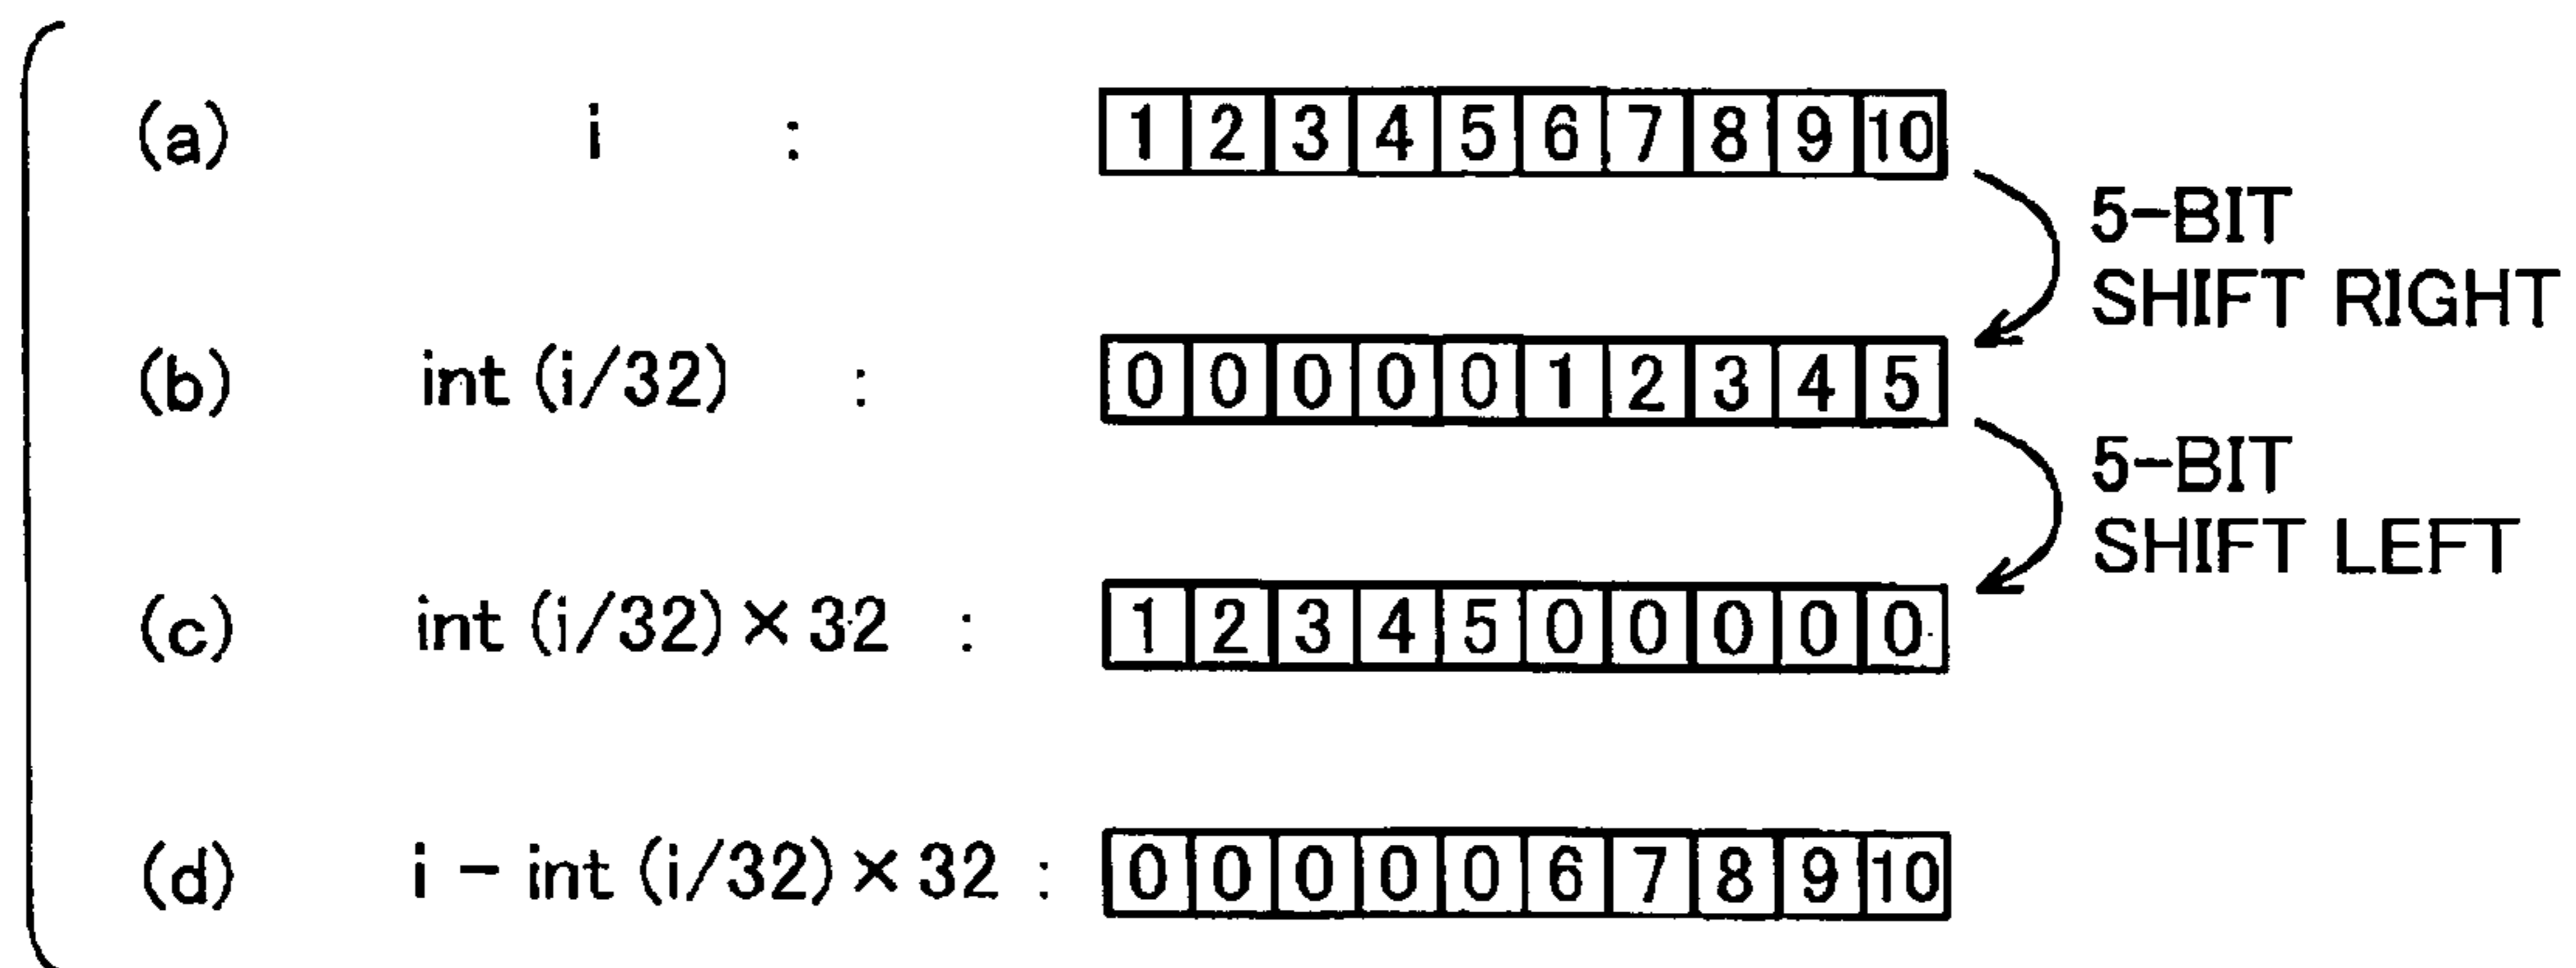 (a) i : 1 2 3 4 5 6 7 8 9 10
5-BIT
SHIFT RIGHT
(b) int (i/32) : 0 0 0 0 0 1 2 3 4 5
5-BIT
SHIFT LEFT
(c) int (i/32) × 32 : 1 2 3 4 5 0 0 0 0 0
(d) i - int (i/32) × 32 : 0 0 0 0 0 6 7 8 9 10